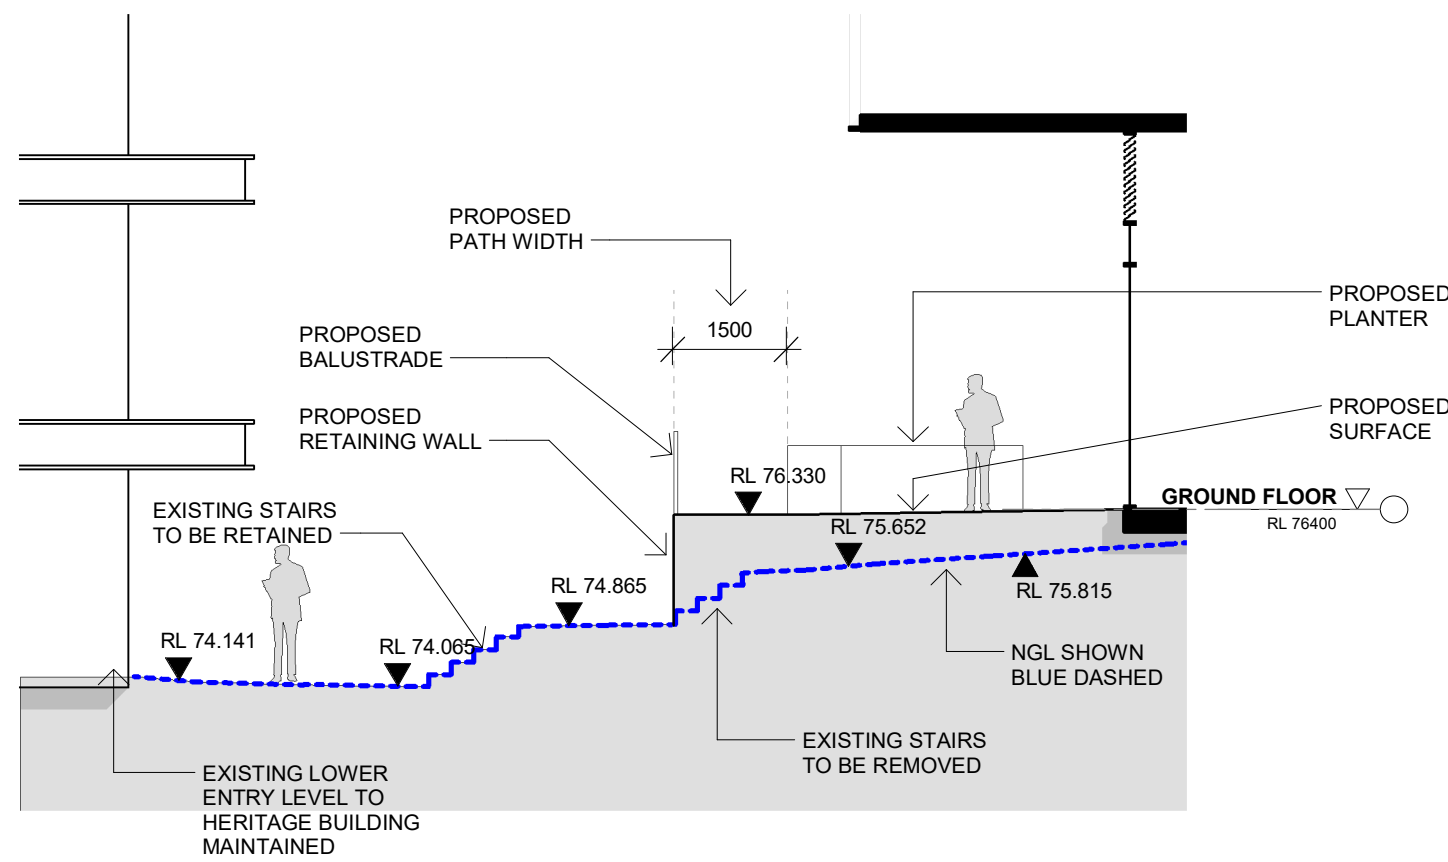 PROPOSED
PATH WIDTH
PROPOSED
PLANTER
1500
PROPOSED
BALUSTRADE
PROPOSED
RETAINING WALL
PROPOSED
SURFACE
RL 76.330
GROUND FLOOR
RL 76400
EXISTING STAIRS
TO BE RETAINED
RL 75.652
RL 74.865
RL 75.815
RL 74.141
RL 74.065
NGL SHOWN
BLUE DASHED
EXISTING STAIRS
TO BE REMOVED
EXISTING LOWER
ENTRY LEVEL TO
HERITAGE BUILDING
MAINTAINED